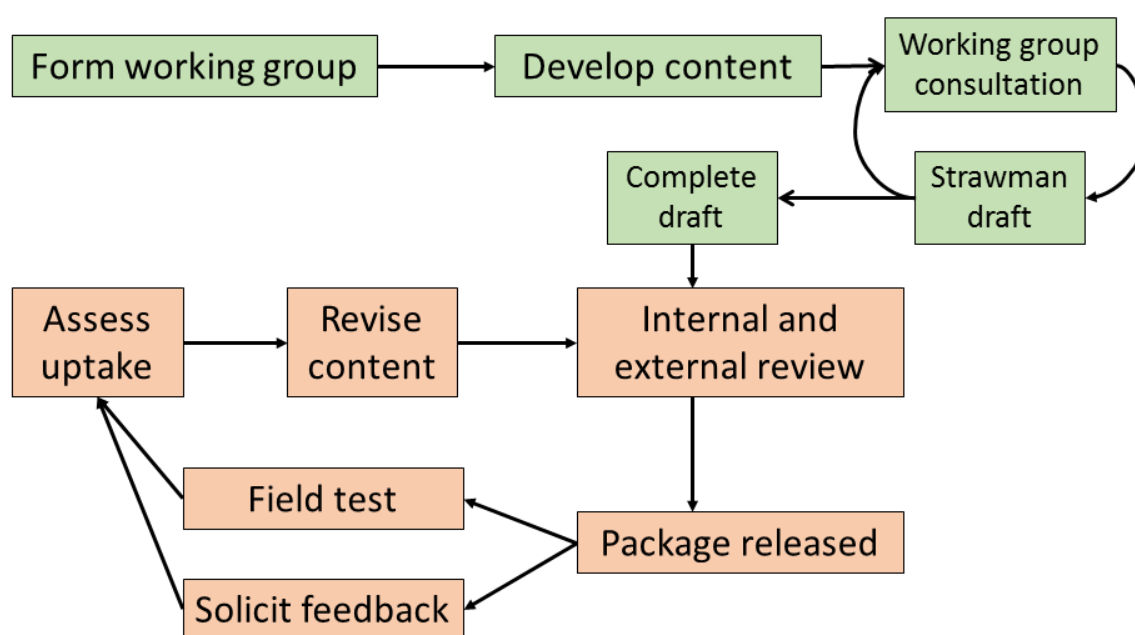 Form working group
Develop content
Working group
consultation
Complete
draft
Strawman
draft
Assess
uptake
Revise
content
Internal and
external review
Field test
Package released
Solicit feedback